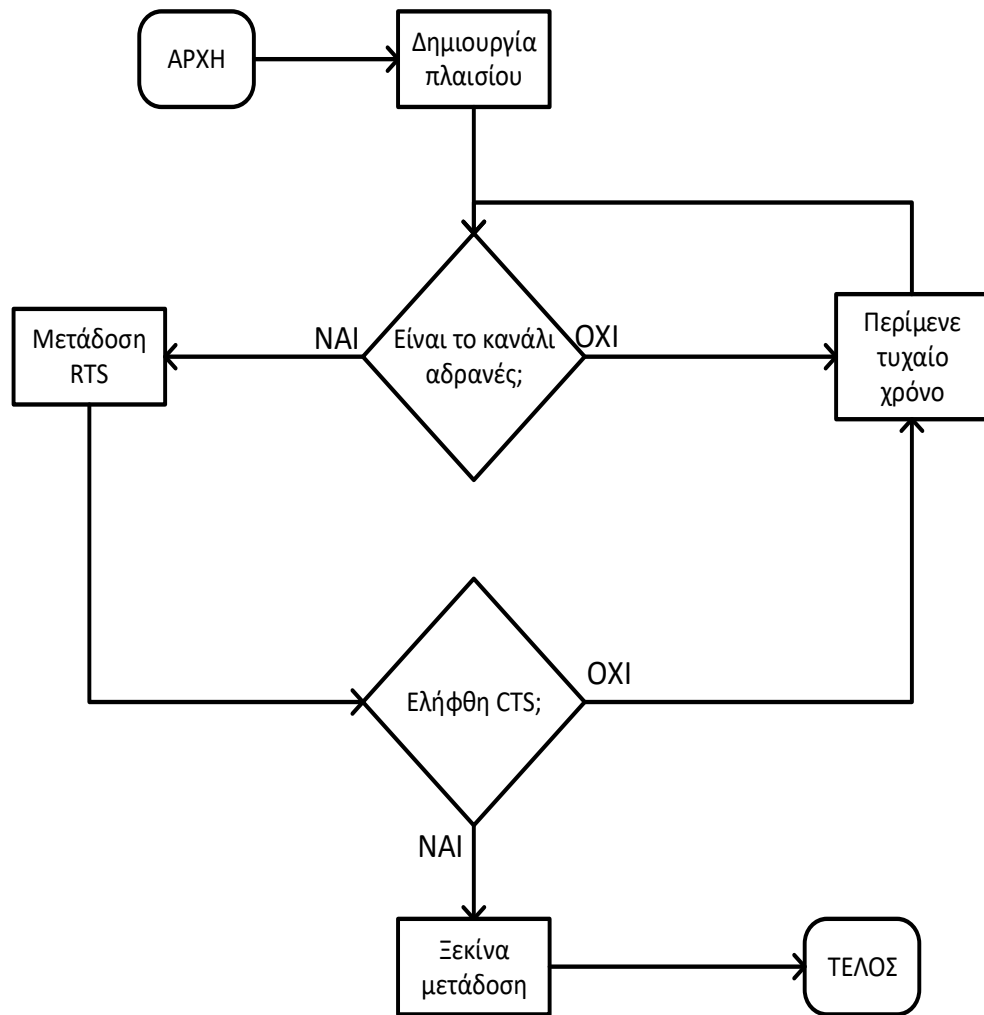 ΑΡΧΗ
Δημιουργία
πλαισίου
Μετάδοση
RTS
ΝΑΙ
Είναι το κανάλι
αδρανές;
ΟΧΙ
Περίμενε
τυχαίο
χρόνο
Ελήφθη CTS;
ΟΧΙ
ΝΑΙ
Ξεκίνα
μετάδοση
ΤΕΛΟΣ